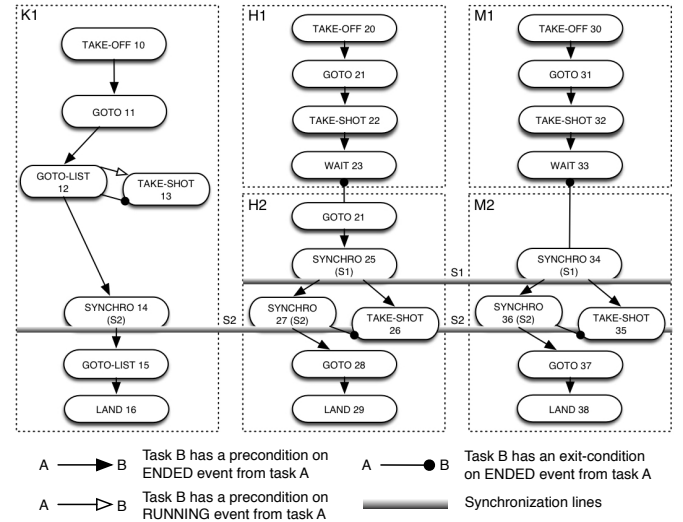 K1
TAKE-OFF 10
GOTO 11
GOTO-LIST
12
TAKE-SHOT
13
SYNCHRO 14
(S2)
GOTO-LIST 15
LAND 16
H1
TAKE-OFF 20
GOTO 21
TAKE-SHOT 22
WAIT 23
H2
GOTO 21
SYNCHRO 25
(S1)
S2
SYNCHRO
27 (S2)
TAKE-SHOT
26
GOTO 28
LAND 29
M1
TAKE-OFF 30
GOTO 31
TAKE-SHOT 32
WAIT 33
M2
SYNCHRO 34
(S1)
S1
S2
SYNCHRO
36 (S2)
TAKE-SHOT
35
GOTO 37
LAND 38
A B Task B has a precondition on
ENDED event from task A
A B Task B has a precondition on
RUNNING event from task A
A B Task B has an exit-condition
on ENDED event from task A
Synchronization lines